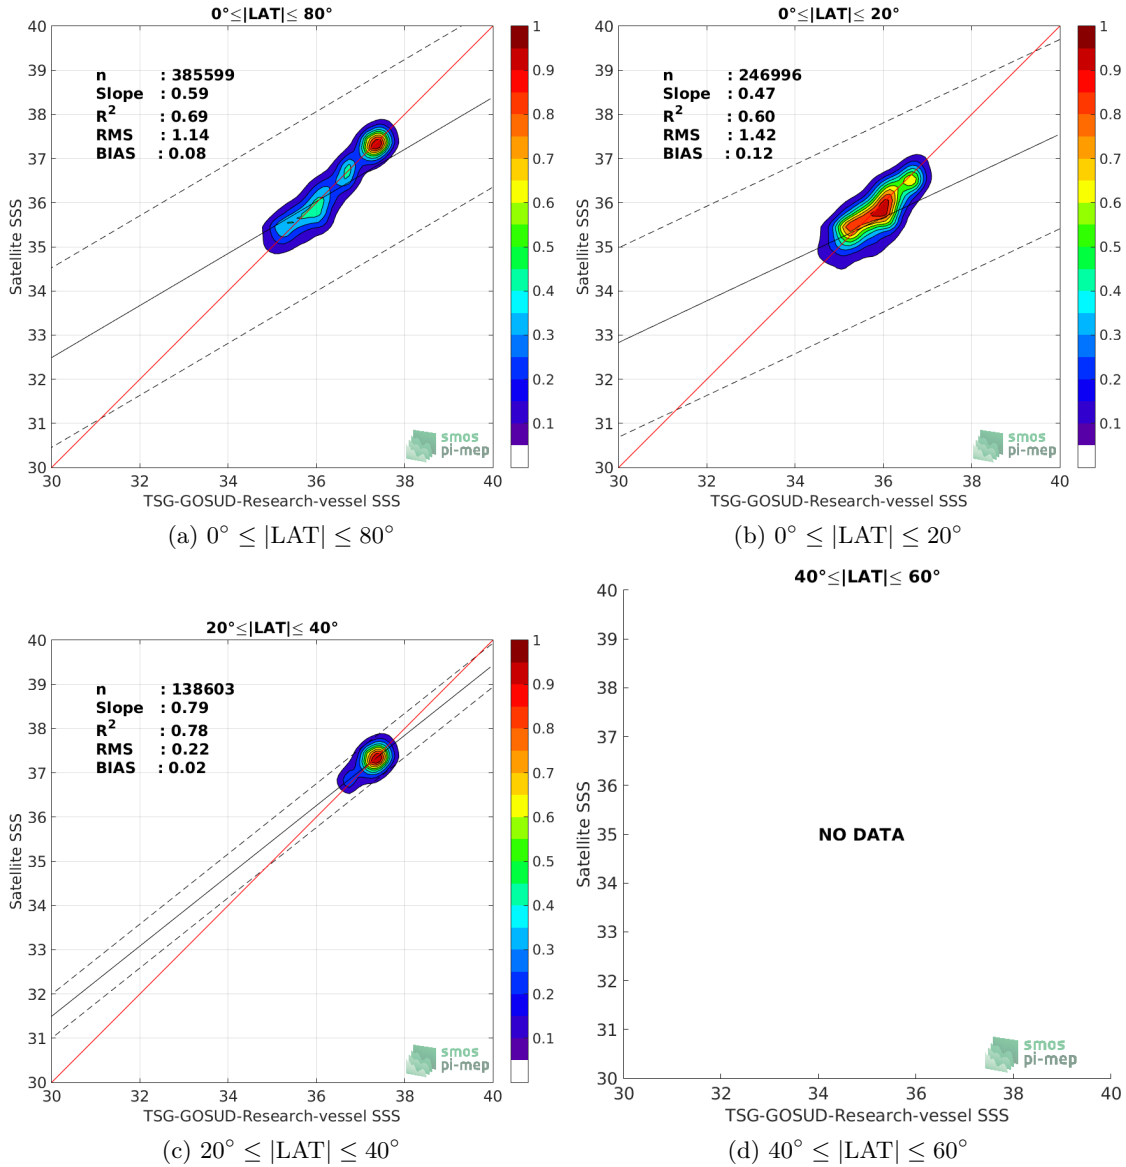 0°≤|LAT|≤ 80°
40
39
38
37
36
35
34
33
32
31
30
Satellite SSS
n : 385599
Slope : 0.59
R² : 0.69
RMS : 1.14
BIAS : 0.08
smos
pi-mep
30 32 34 36 38 40
TSG-GOSUD-Research-vessel SSS
1
0.9
0.8
0.7
0.6
0.5
0.4
0.3
0.2
0.1
(a) 0° ≤ |LAT| ≤ 80°
0°≤|LAT|≤ 20°
40
39
38
37
36
35
34
33
32
31
30
Satellite SSS
n : 246996
Slope : 0.47
R² : 0.60
RMS : 1.42
BIAS : 0.12
smos
pi-mep
30 32 34 36 38 40
TSG-GOSUD-Research-vessel SSS
1
0.9
0.8
0.7
0.6
0.5
0.4
0.3
0.2
0.1
(b) 0° ≤ |LAT| ≤ 20°
20°≤|LAT|≤ 40°
40
39
38
37
36
35
34
33
32
31
30
Satellite SSS
n : 138603
Slope : 0.79
R² : 0.78
RMS : 0.22
BIAS : 0.02
smos
pi-mep
30 32 34 36 38 40
TSG-GOSUD-Research-vessel SSS
1
0.9
0.8
0.7
0.6
0.5
0.4
0.3
0.2
0.1
(c) 20° ≤ |LAT| ≤ 40°
40°≤|LAT|≤ 60°
40
39
38
37
36
35
34
33
32
31
30
Satellite SSS
NO DATA
smos
pi-mep
30 32 34 36 38 40
TSG-GOSUD-Research-vessel SSS
(d) 40° ≤ |LAT| ≤ 60°